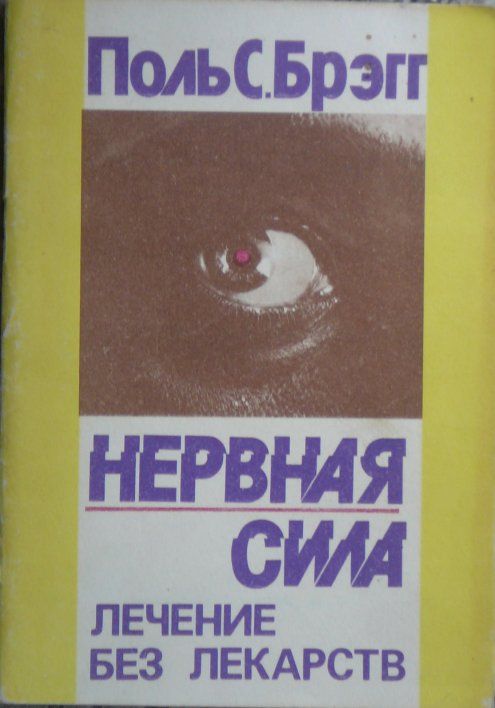 Поль С. Брэгг
НЕРВНАЯ
СИЛА
ЛЕЧЕНИЕ
БЕЗ ЛЕКАРСТВ